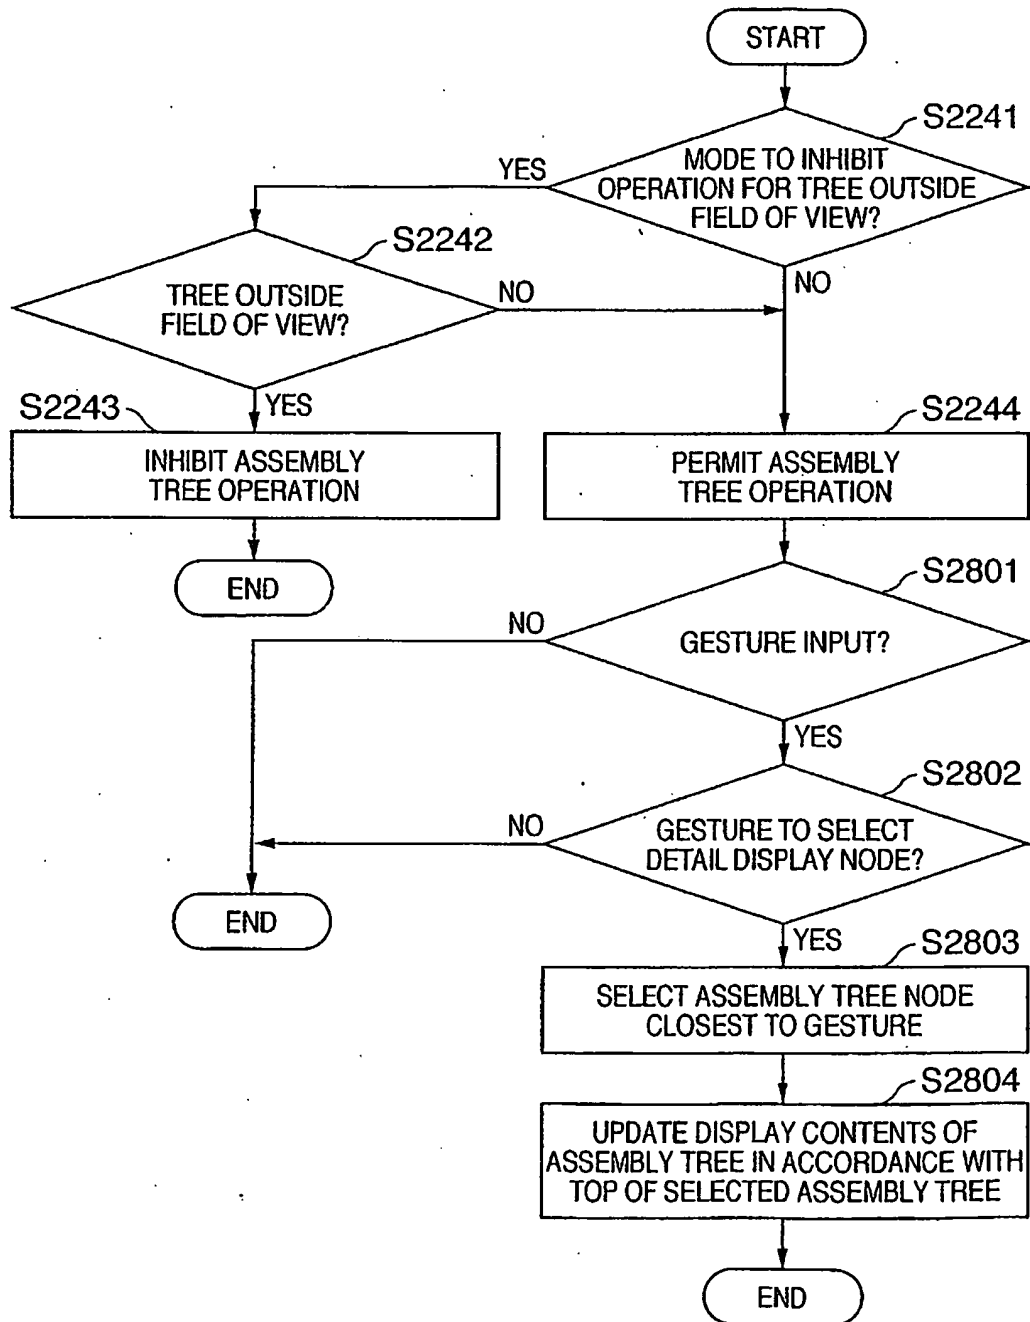 START
S2241
MODE TO INHIBIT
OPERATION FOR TREE OUTSIDE
FIELD OF VIEW?
YES
NO
S2242
TREE OUTSIDE
FIELD OF VIEW?
NO
YES
S2243
INHIBIT ASSEMBLY
TREE OPERATION
END
S2244
PERMIT ASSEMBLY
TREE OPERATION
S2801
GESTURE INPUT?
NO
YES
S2802
GESTURE TO SELECT
DETAIL DISPLAY NODE?
NO
END
YES
S2803
SELECT ASSEMBLY TREE NODE
CLOSEST TO GESTURE
S2804
UPDATE DISPLAY CONTENTS OF
ASSEMBLY TREE IN ACCORDANCE WITH
TOP OF SELECTED ASSEMBLY TREE
END